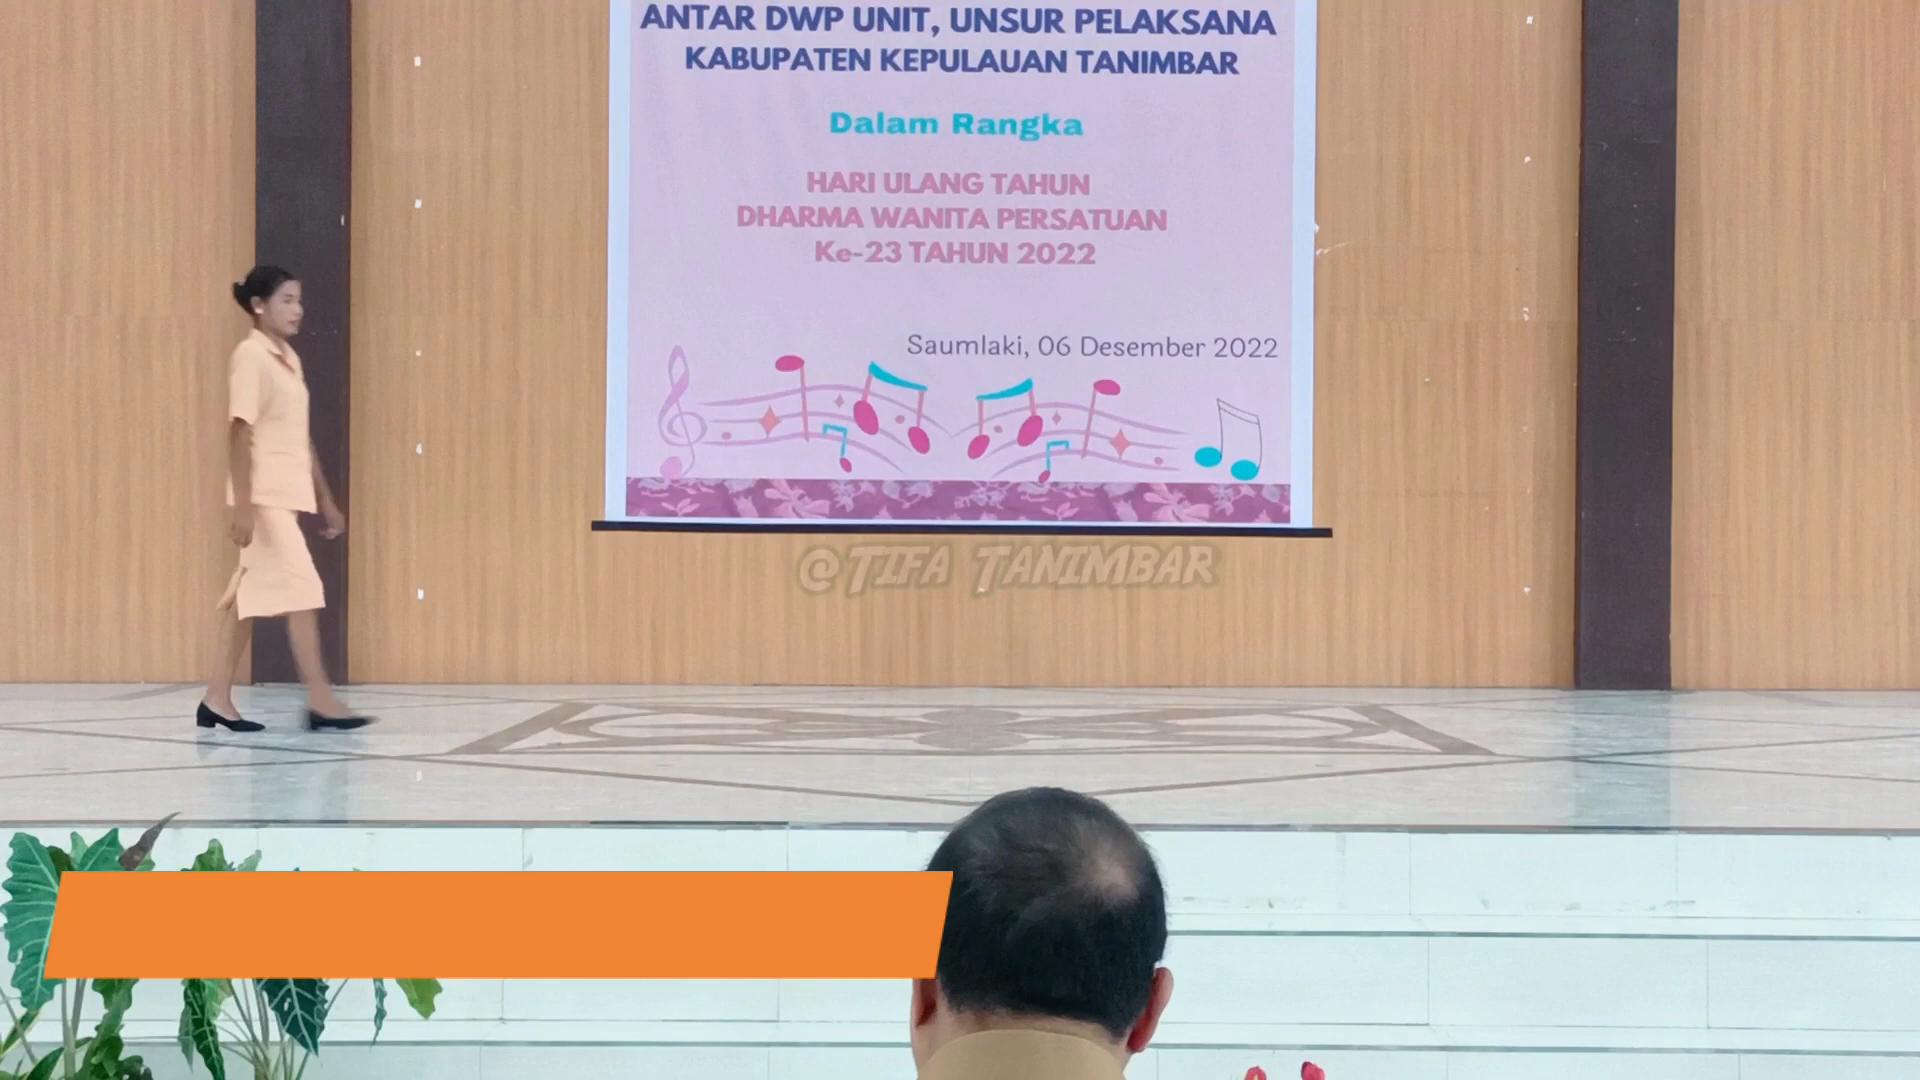 ANTAR DWP UNIT, UNSUR PELAKSANA
KABUPATEN KEPULAUAN TANIMBAR
Dalam Rangka
HARI ULANG TAHUN
DHARMA WANITA PERSATUAN
Ke-23 TAHUN 2022
Saumlaki, 06 Desember 2022
@TIFA TANIMBAR